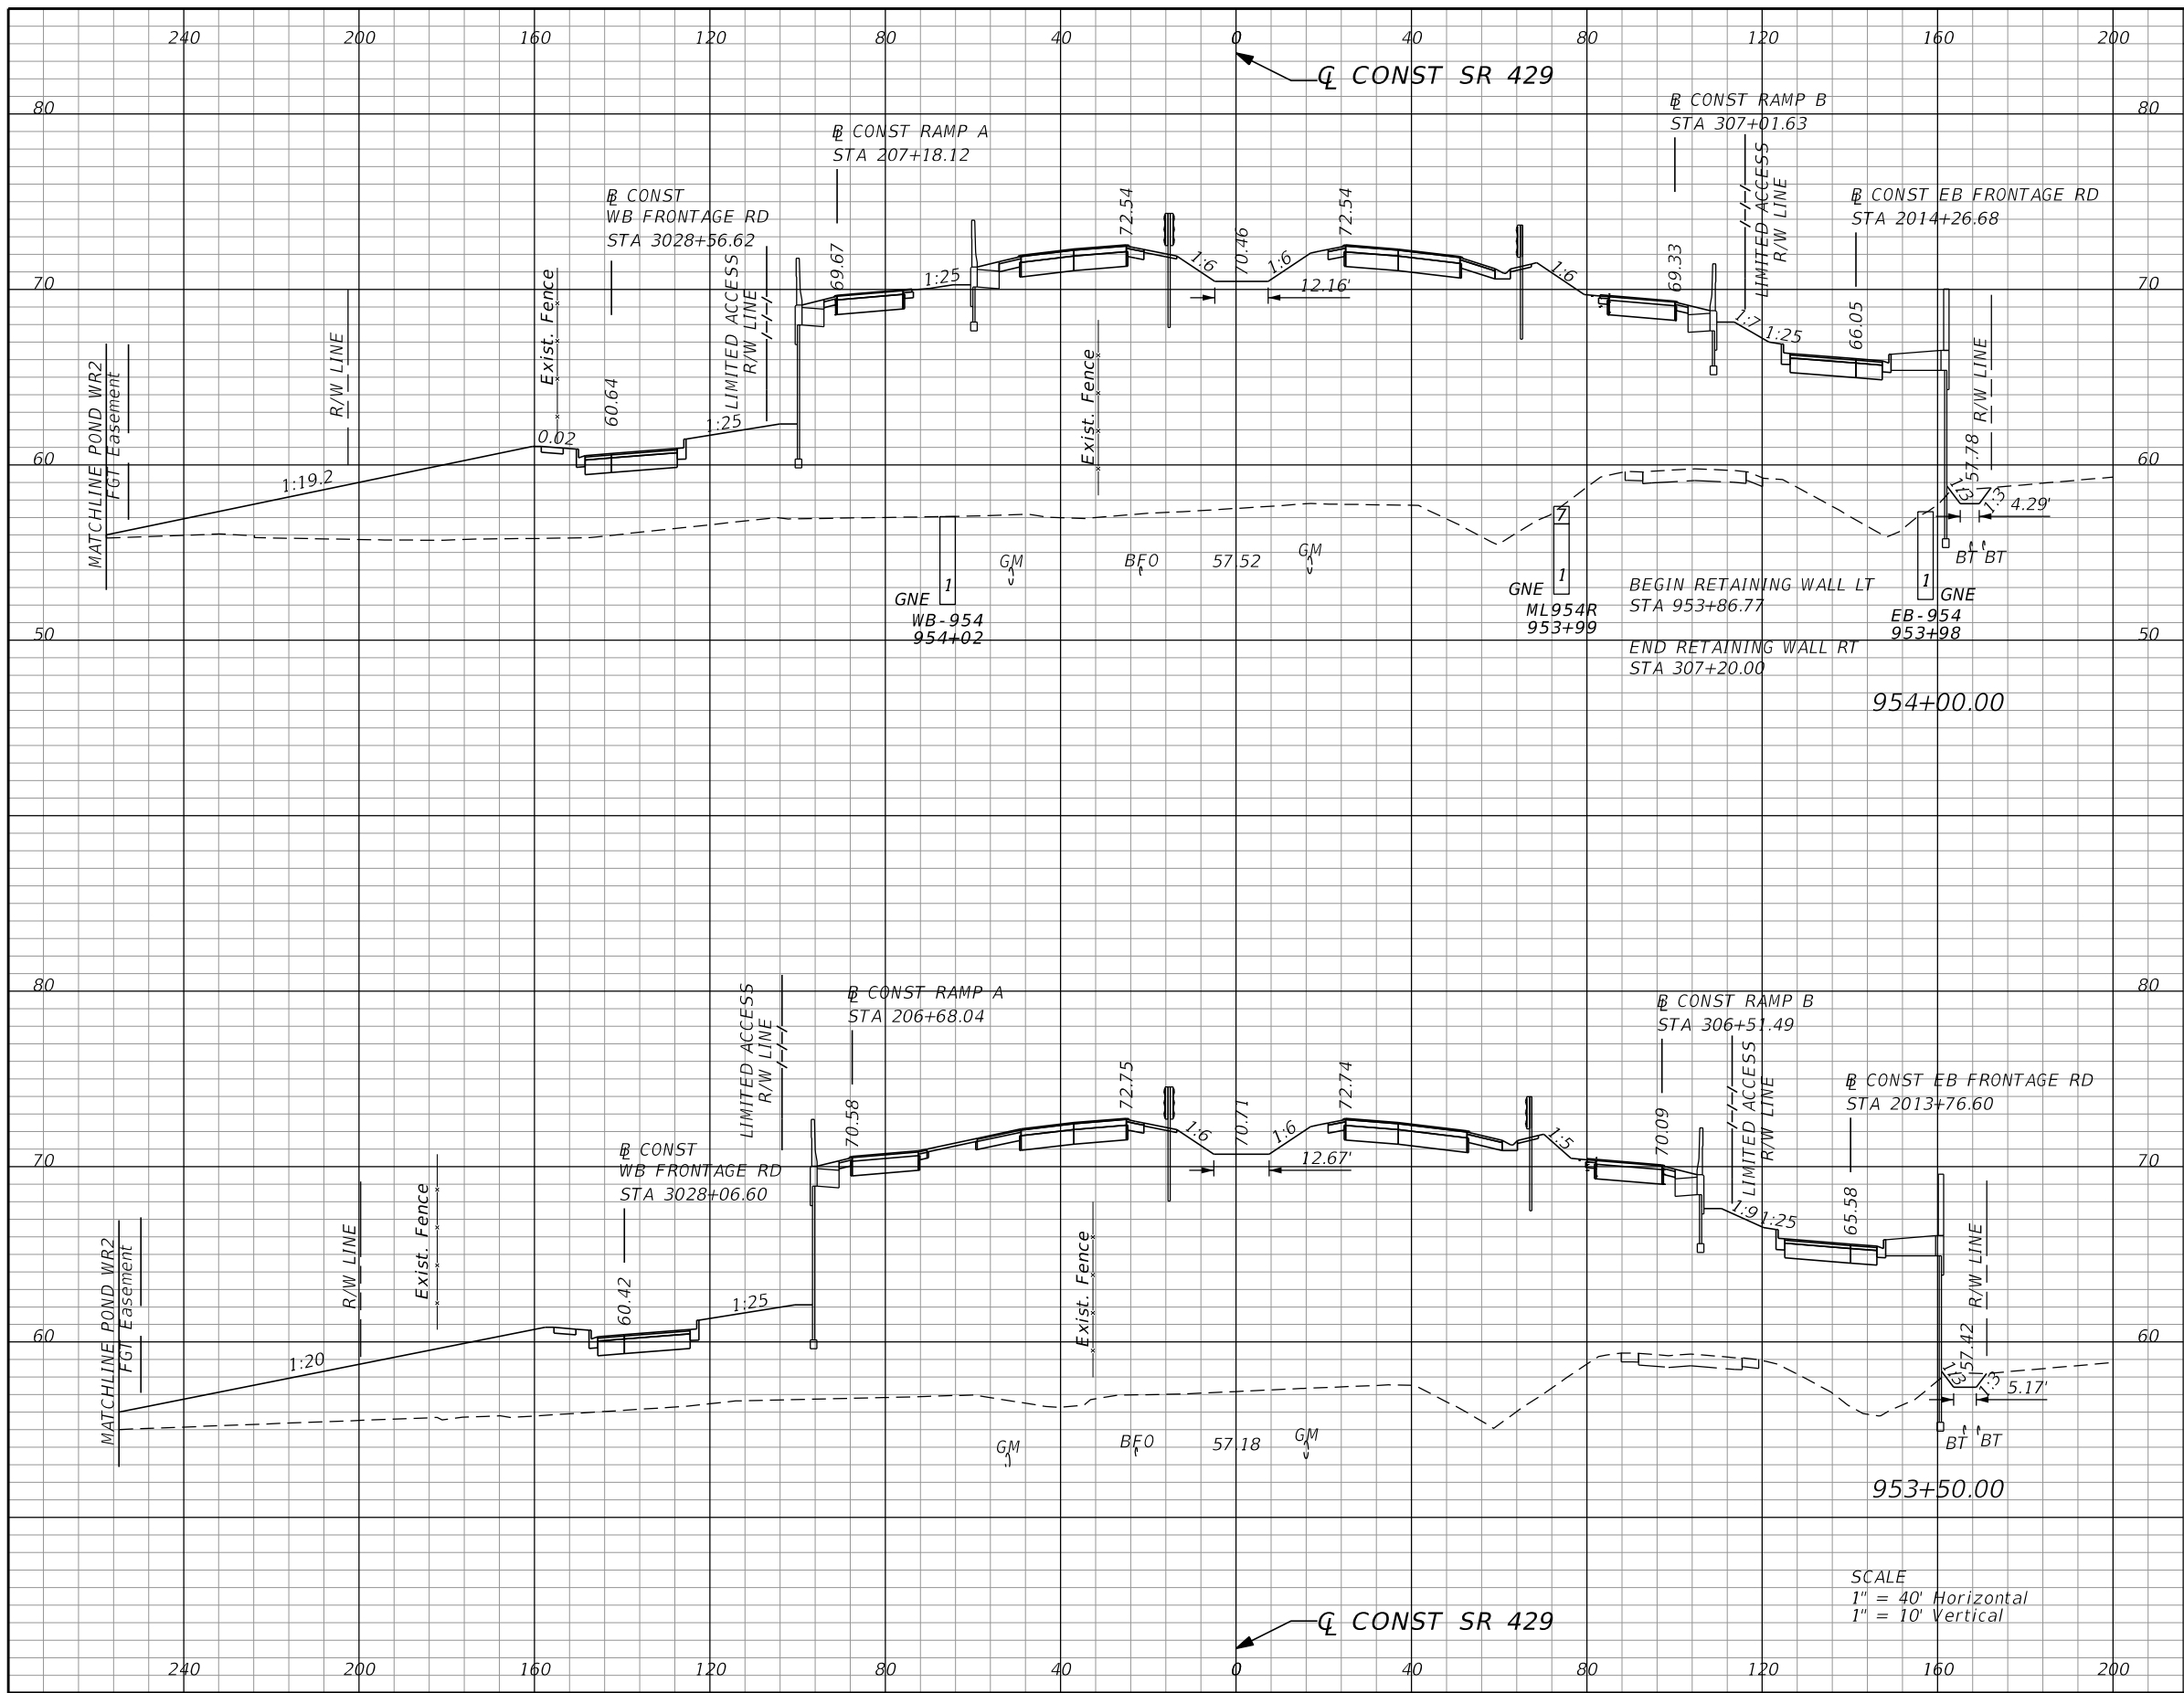 240 200 160 120 80 40 0 40 80 120 160 200
℄ CONST SR 429
80 80
℄ CONST RAMP B
STA 307+01.63
℄ CONST RAMP A
STA 207+18.12
LIMITED ACCESS
R/W LINE
℄ CONST
WB FRONTAGE RD
STA 3028+56.62
℄ CONST EB FRONTAGE RD
STA 2014+26.68
72.54
72.54
70.46
69.67
69.33
66.05
LIMITED ACCESS
R/W LINE
Exist. Fence
1:25
1:6
1:6
12.16'
1:6
1:7
1:25
70 70
MATCHLINE POND WR2
FGT Easement
R/W LINE
60.64
Exist. Fence
R/W LINE
57.78
1:25
0.02
1:19.2
60 60
1:3
1:3
4.29'
7
1
1
1
GM
BFO
57.52
GM
BT
BT
GNE
WB-954
954+02
GNE
ML954R
953+99
GNE
EB-954
953+98
BEGIN RETAINING WALL LT
STA 953+86.77
END RETAINING WALL RT
STA 307+20.00
50 50
954+00.00
80 80
LIMITED ACCESS
R/W LINE
℄ CONST RAMP A
STA 206+68.04
℄ CONST RAMP B
STA 306+51.49
LIMITED ACCESS
R/W LINE
℄ CONST EB FRONTAGE RD
STA 2013+76.60
72.75
72.74
70.71
70.58
70.09
65.58
℄ CONST
WB FRONTAGE RD
STA 3028+06.60
1:6
1:6
12.67'
1:5
1:9
1:25
70 70
MATCHLINE POND WR2
FGT Easement
R/W LINE
Exist. Fence
60.42
1:25
Exist. Fence
R/W LINE
57.42
60 60
1:20
1:3
1:3
5.17'
GM
BFO
57.18
GM
BT
BT
953+50.00
SCALE
1" = 40' Horizontal
1" = 10' Vertical
℄ CONST SR 429
240 200 160 120 80 40 0 40 80 120 160 200